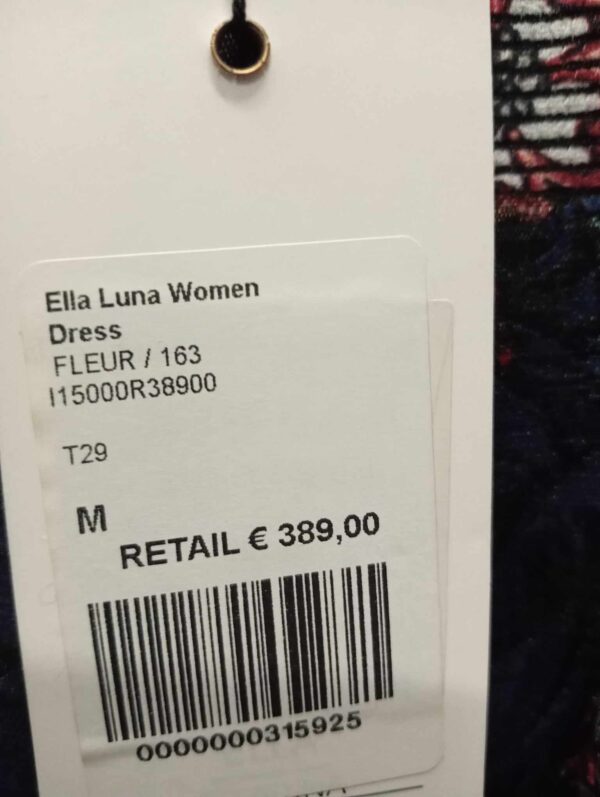 Ella Luna Women
Dress
FLEUR / 163
I15000R38900
T29
M
RETAIL € 389,00
0000000315925